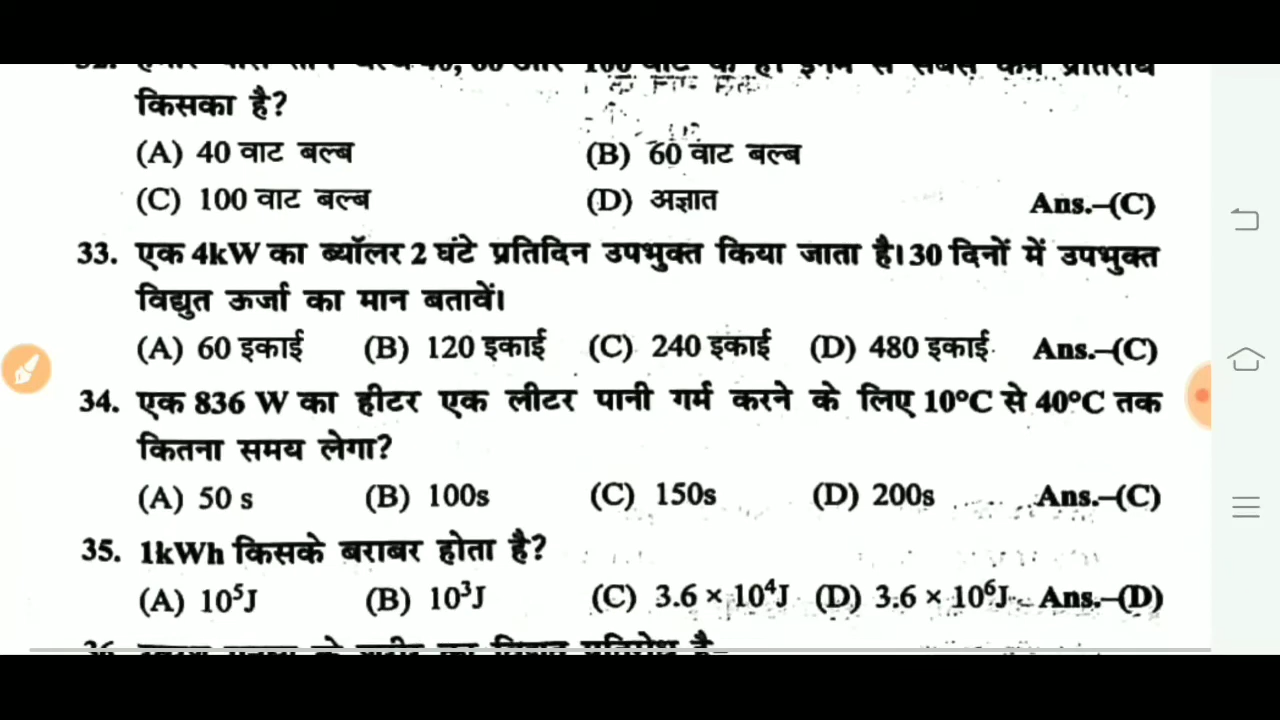 किसका है?
(A) 40 वाट बल्ब (B) 60 वाट बल्ब
(C) 100 वाट बल्ब (D) अज्ञात Ans.–(C)
33. एक 4kW का ब्यॉलर 2 घंटे प्रतिदिन उपभुक्त किया जाता है। 30 दिनों में उपभुक्त
विद्युत ऊर्जा का मान बतावें।
(A) 60 इकाई (B) 120 इकाई (C) 240 इकाई (D) 480 इकाई Ans.–(C)
34. एक 836 W का हीटर एक लीटर पानी गर्म करने के लिए 10°C से 40°C तक
कितना समय लेगा?
(A) 50 s (B) 100s (C) 150s (D) 200s Ans.–(C)
35. 1kWh किसके बराबर होता है?
(A) 10⁵J (B) 10³J (C) 3.6 × 10⁴J (D) 3.6 × 10⁶J Ans.–(D)